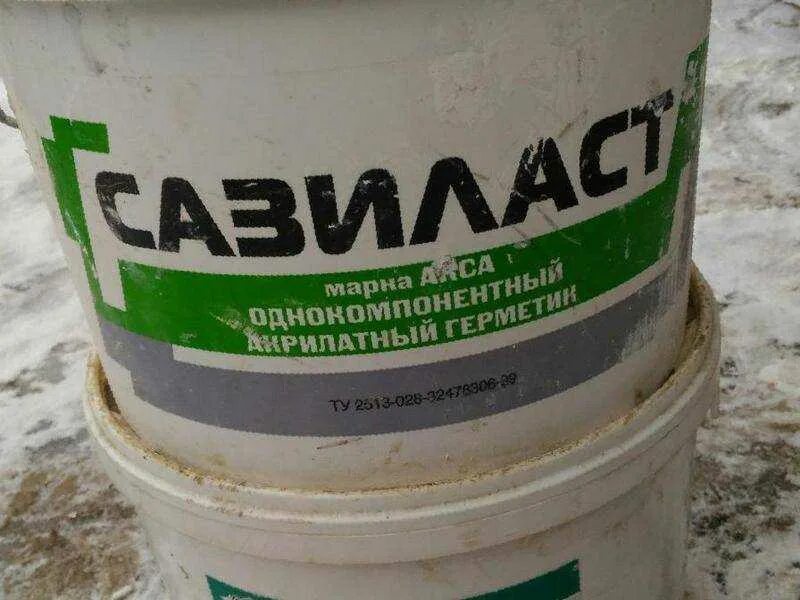 САЗИЛАСТ
марка АКСА
ОДНОКОМПОНЕНТНЫЙ
АКРИЛАТНЫЙ ГЕРМЕТИК
ТУ 2513-028-32478306-99